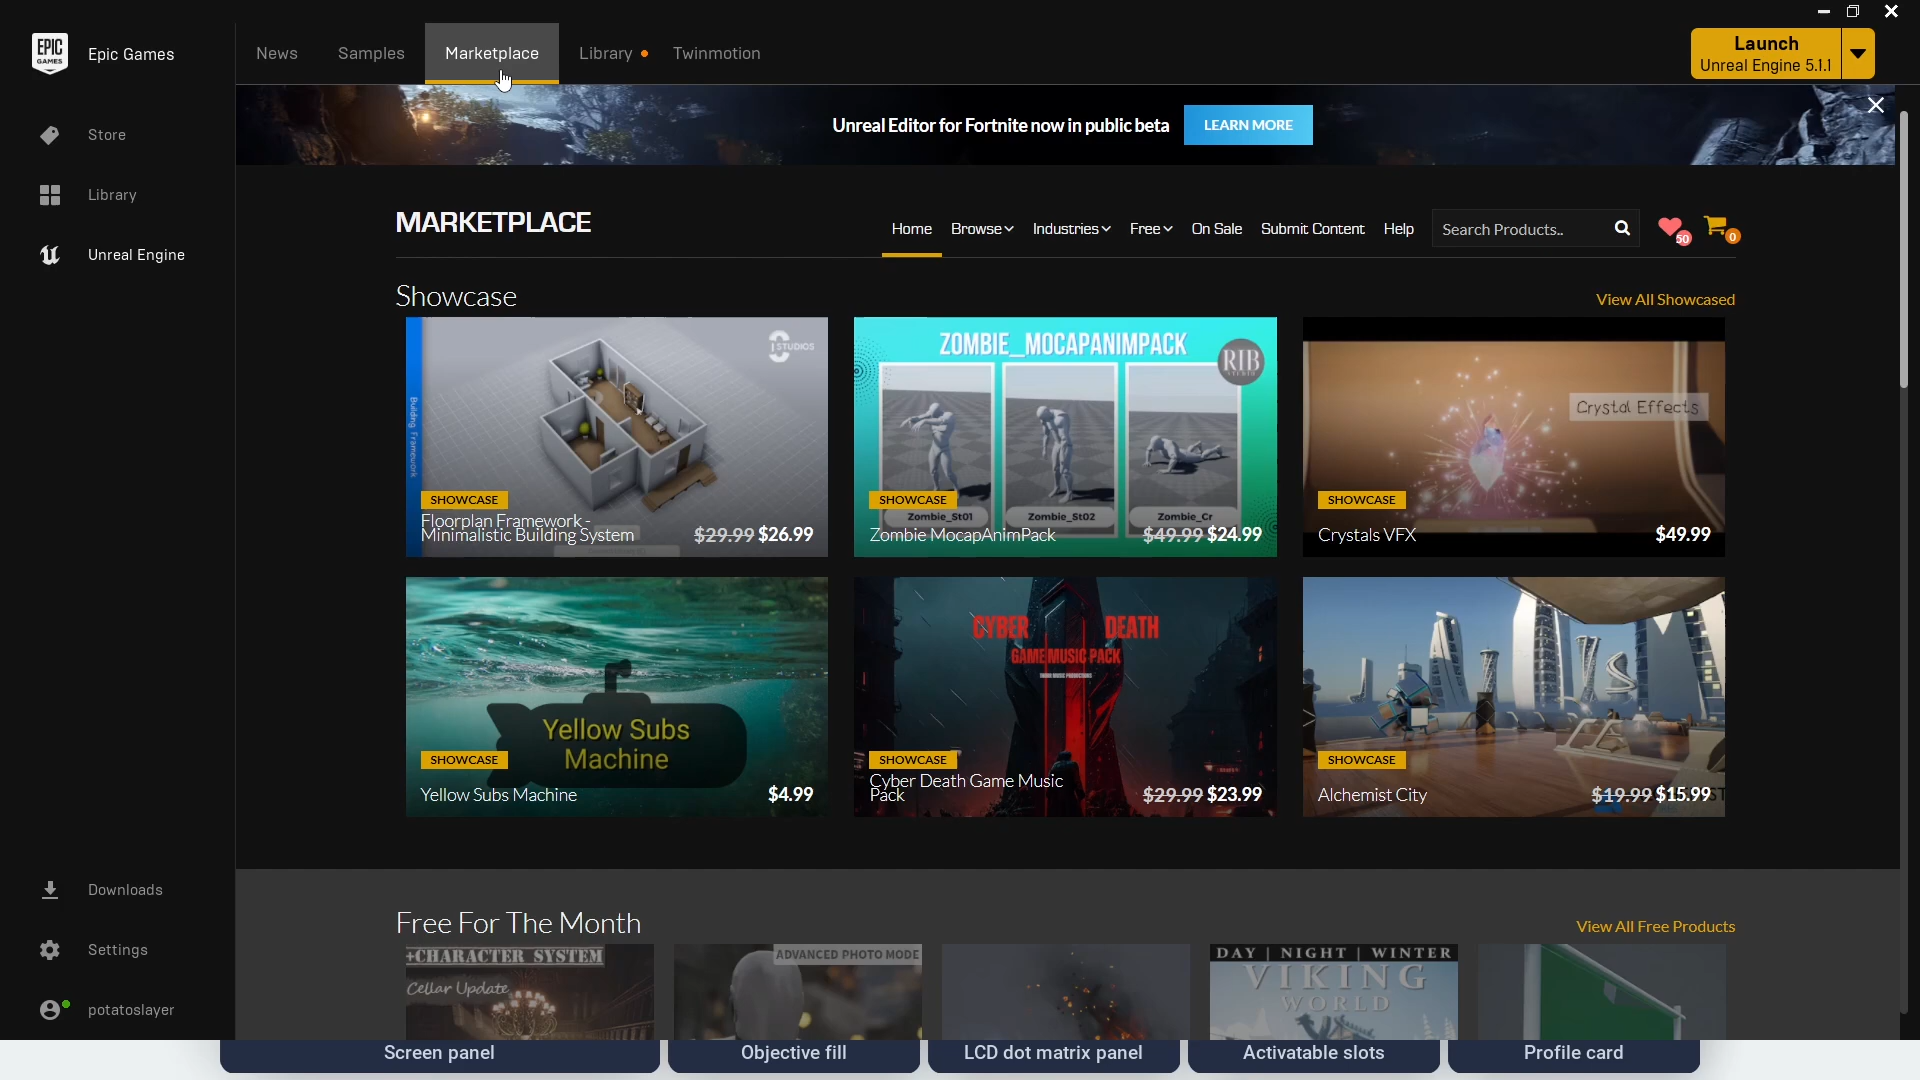 EPIC
GAMES
Epic Games
News
Samples
Marketplace
Library
Twinmotion
Launch
Unreal Engine 5.1.1
Store
Library
Unreal Engine
Unreal Editor for Fortnite now in public beta
LEARN MORE
MARKETPLACE
Home
Browse
Industries
Free
On Sale
Submit Content
Help
Search Products..
50
0
Showcase
View All Showcased
STUDIOS
Building Framework
SHOWCASE
Floorplan Framework -
Minimalistic Building System
$29.99 $26.99
ZOMBIE_MOCAPANIMPACK
RIB
STUDIO
Zombie_St01
Zombie_St02
Zombie_Cr
SHOWCASE
Zombie MocapAnimPack
$49.99 $24.99
Crystal Effects
SHOWCASE
Crystals VFX
$49.99
Yellow Subs
Machine
SHOWCASE
Yellow Subs Machine
$4.99
CYBER DEATH
GAME MUSIC PACK
SHOWCASE
Cyber Death Game Music
Pack
$29.99 $23.99
SHOWCASE
Alchemist City
$19.99 $15.99
Free For The Month
View All Free Products
+CHARACTER SYSTEM
Cellar Update
ADVANCED PHOTO MODE
DAY | NIGHT | WINTER
VIKING
WORLD
Downloads
Settings
potatoslayer
Screen panel
Objective fill
LCD dot matrix panel
Activatable slots
Profile card